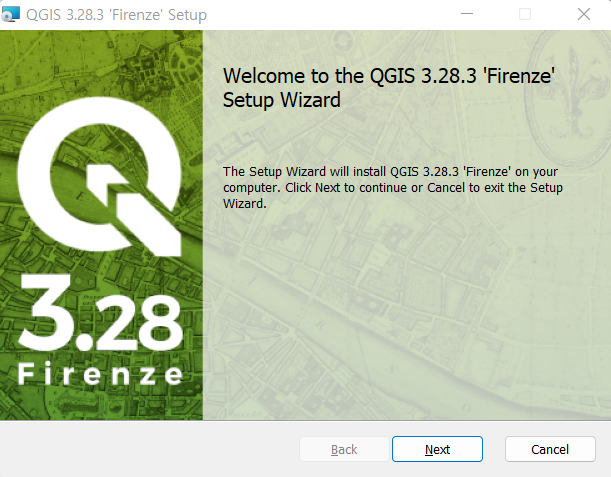 QGIS 3.28.3 'Firenze' Setup
Welcome to the QGIS 3.28.3 'Firenze'
Setup Wizard
The Setup Wizard will install QGIS 3.28.3 'Firenze' on your
computer. Click Next to continue or Cancel to exit the Setup
Wizard.
3.28
Firenze
Back
Next
Cancel